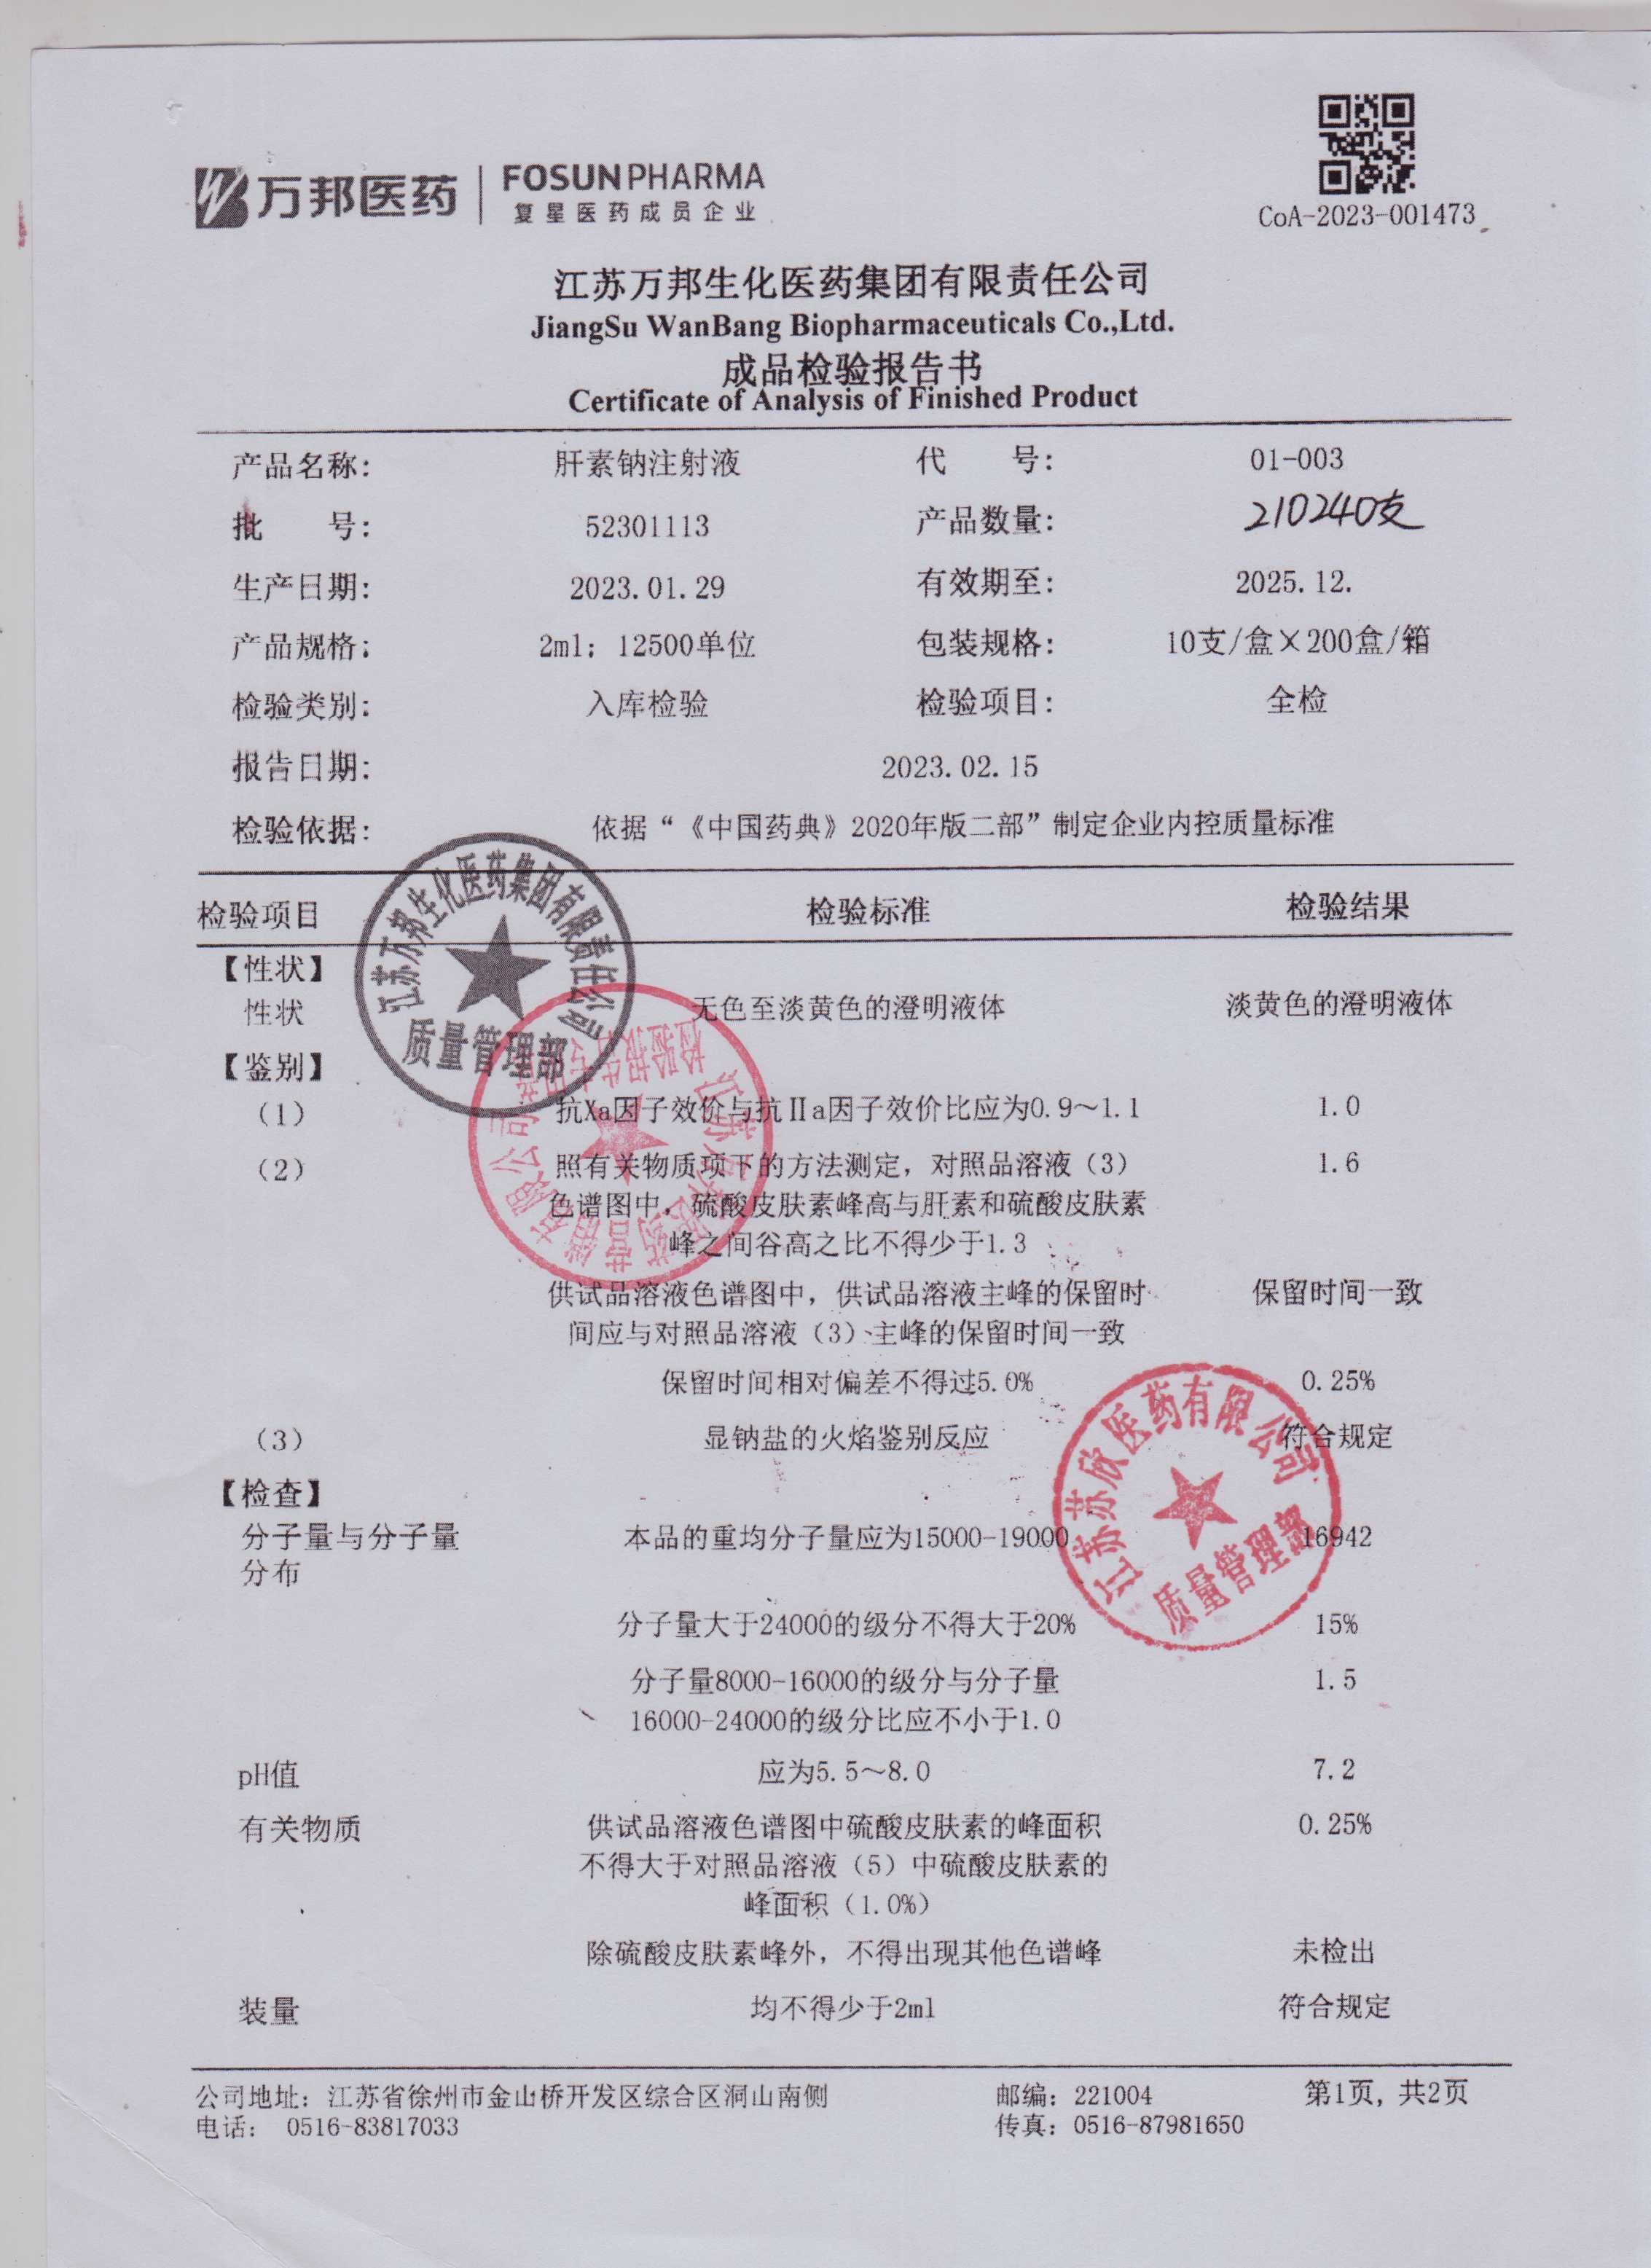 万邦医药
FOSUN PHARMA
复星医药成员企业
CoA-2023-001473
江苏万邦生化医药集团有限责任公司
JiangSu WanBang Biopharmaceuticals Co.,Ltd.
成品检验报告书
Certificate of Analysis of Finished Product
产品名称: 肝素钠注射液 代 号: 01-003
批 号: 52301113 产品数量: 210240支
生产日期: 2023.01.29 有效期至: 2025.12.
产品规格: 2ml: 12500单位 包装规格: 10支/盒×200盒/箱
检验类别: 入库检验 检验项目: 全检
报告日期: 2023.02.15
检验依据: 依据“《中国药典》2020年版二部”制定企业内控质量标准
检验项目 检验标准 检验结果
【性状】
性状 无色至淡黄色的澄明液体 淡黄色的澄明液体
江苏万邦生化医药集团有限责任公司
质量管理部
【鉴别】
(1) 抗Xa因子效价与抗Ⅱa因子效价比应为0.9～1.1 1.0
(2) 照有关物质项下的方法测定，对照品溶液（3） 1.6
色谱图中，硫酸皮肤素峰高与肝素和硫酸皮肤素
峰之间谷高之比不得少于1.3
供试品溶液色谱图中，供试品溶液主峰的保留时 保留时间一致
间应与对照品溶液（3）主峰的保留时间一致
保留时间相对偏差不得过5.0% 0.25%
(3) 显钠盐的火焰鉴别反应 符合规定
江苏苏欣医药有限公司
质量管理部
【检查】
分子量与分子量 本品的重均分子量应为15000-19000 16942
分布
分子量大于24000的级分不得大于20% 15%
分子量8000-16000的级分与分子量 1.5
16000-24000的级分比应不小于1.0
pH值 应为5.5～8.0 7.2
有关物质 供试品溶液色谱图中硫酸皮肤素的峰面积 0.25%
不得大于对照品溶液（5）中硫酸皮肤素的
峰面积（1.0%）
除硫酸皮肤素峰外，不得出现其他色谱峰 未检出
装量 均不得少于2ml 符合规定
公司地址: 江苏省徐州市金山桥开发区综合区洞山南侧 邮编: 221004 第1页, 共2页
电话: 0516-83817033 传真: 0516-87981650